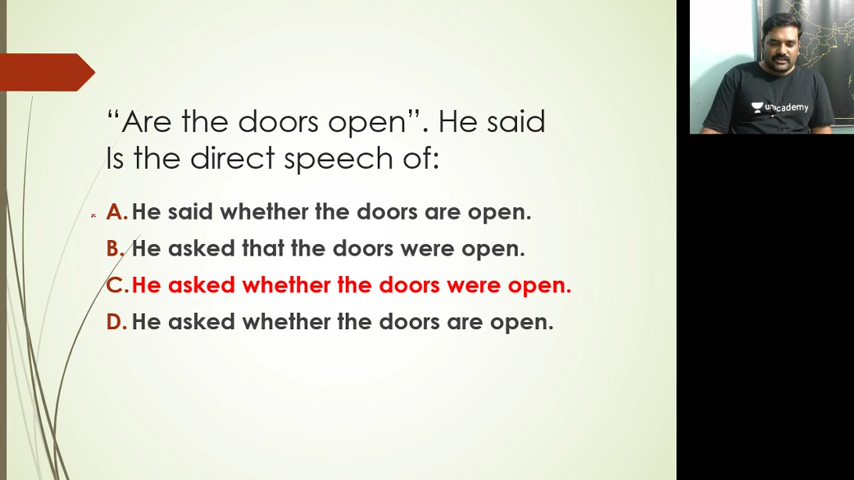 “Are the doors open”. He said
Is the direct speech of:
A. He said whether the doors are open.
B. He asked that the doors were open.
C. He asked whether the doors were open.
D. He asked whether the doors are open.
unacademy